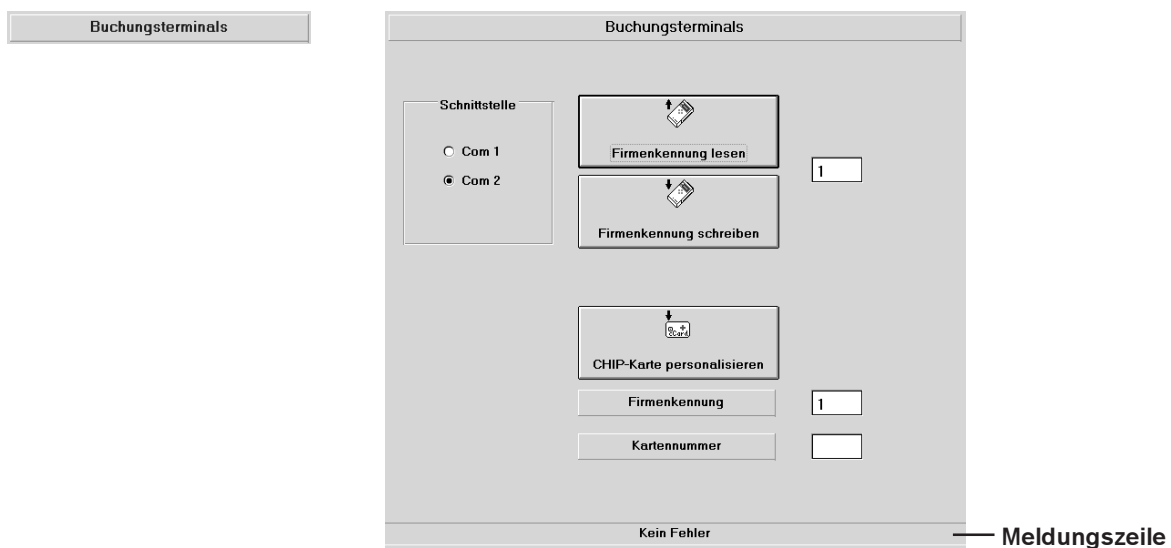 Buchungsterminals
Buchungsterminals
Schnittstelle
Com 1
Com 2
Firmenkennung lesen
1
Firmenkennung schreiben
CHIP-Karte personalisieren
Firmenkennung
1
Kartennummer
Kein Fehler
Meldungszeile